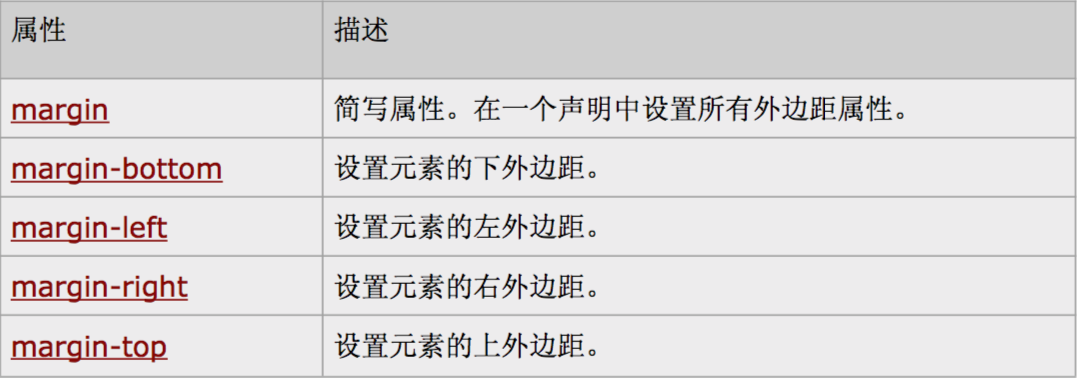 属性 描述
margin 简写属性。在一个声明中设置所有外边距属性。
margin-bottom 设置元素的下外边距。
margin-left 设置元素的左外边距。
margin-right 设置元素的右外边距。
margin-top 设置元素的上外边距。